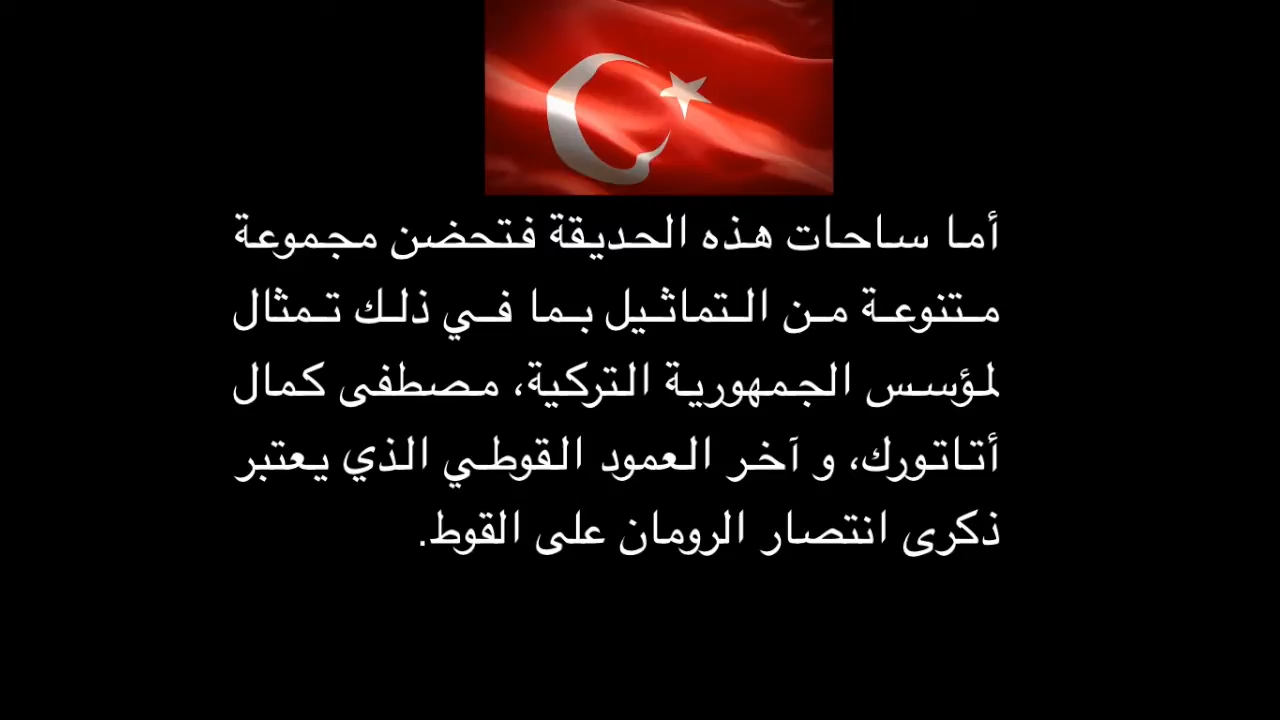 أما ساحات هذه الحديقة فتحضن مجموعة
متنوعة من التماثيل بما في ذلك تمثال
لمؤسس الجمهورية التركية، مصطفى كمال
أتاتورك، و آخر العمود القوطي الذي يعتبر
ذكرى انتصار الرومان على القوط.